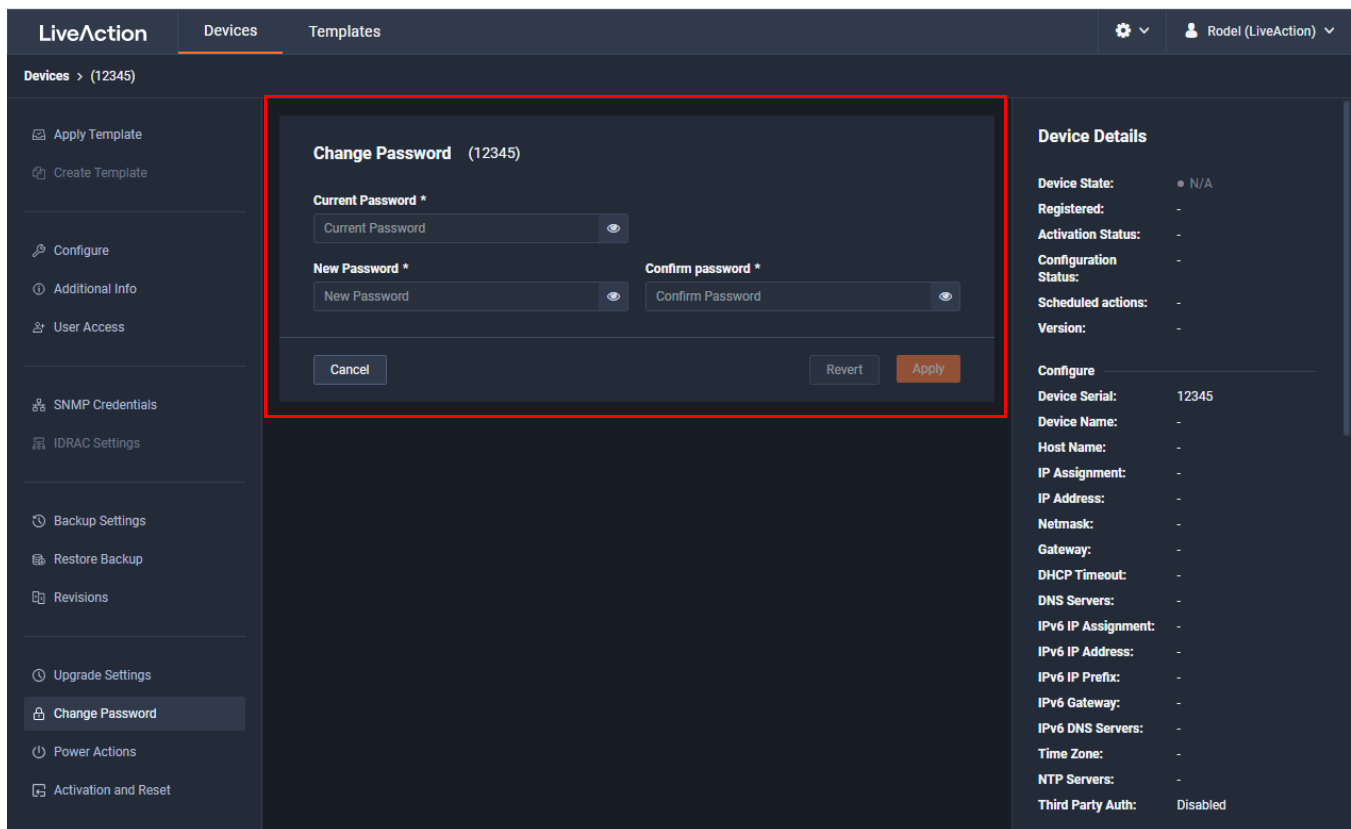 LiveAction
Devices
Templates
Rodel (LiveAction)
Devices > (12345)
Apply Template
Create Template
Configure
Additional Info
User Access
SNMP Credentials
IDRAC Settings
Backup Settings
Restore Backup
Revisions
Upgrade Settings
Change Password
Power Actions
Activation and Reset
Change Password (12345)
Current Password *
Current Password
New Password * Confirm password *
New Password Confirm Password
Cancel Revert Apply
Device Details
Device State: N/A
Registered: -
Activation Status: -
Configuration -
Status:
Scheduled actions: -
Version: -
Configure
Device Serial: 12345
Device Name: -
Host Name: -
IP Assignment: -
IP Address: -
Netmask: -
Gateway: -
DHCP Timeout: -
DNS Servers: -
IPv6 IP Assignment: -
IPv6 IP Address: -
IPv6 IP Prefix: -
IPv6 Gateway: -
IPv6 DNS Servers: -
Time Zone: -
NTP Servers: -
Third Party Auth: Disabled